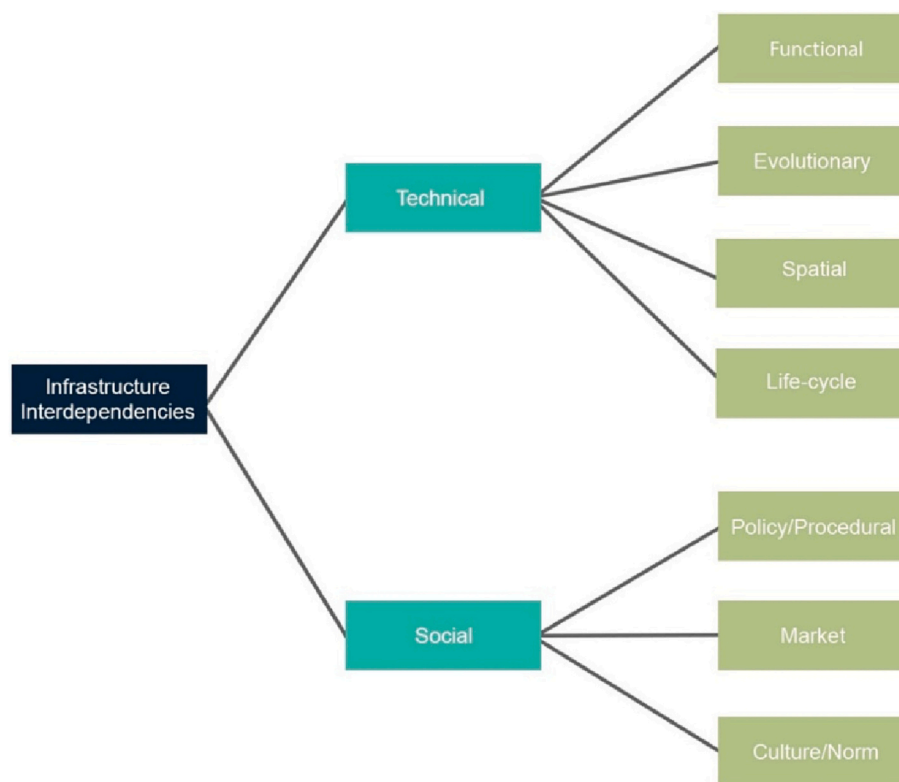 Functional
Evolutionary
Technical
Spatial
Life-cycle
Infrastructure
Interdependencies
Policy/Procedural
Social
Market
Culture/Norm